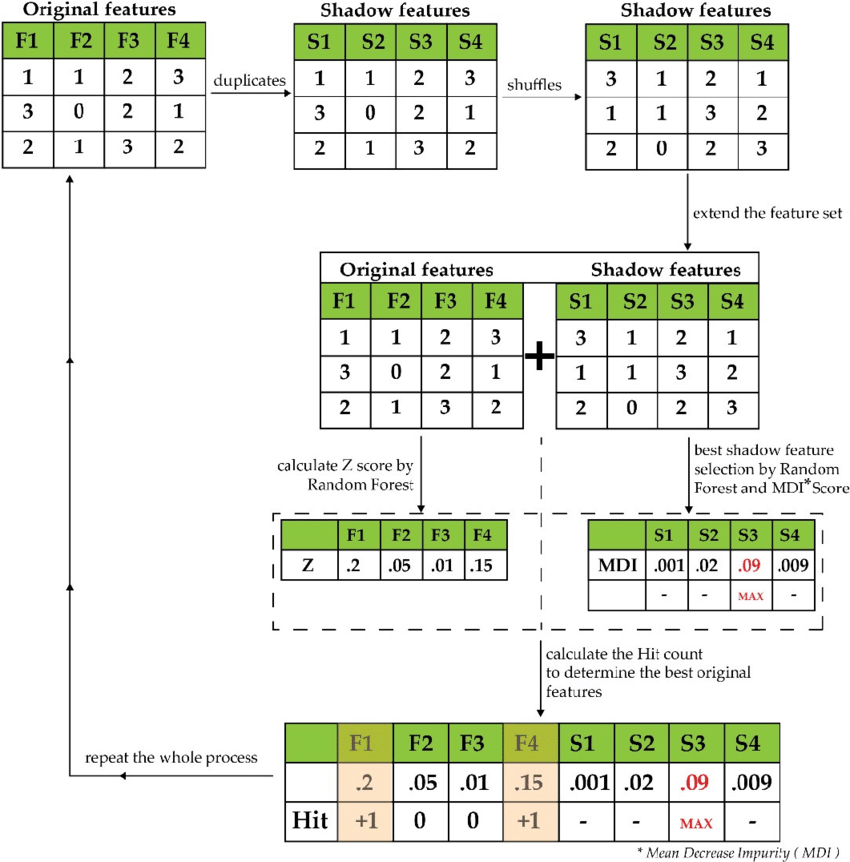 Original features
Shadow features
Shadow features
F1 F2 F3 F4
S1 S2 S3 S4
S1 S2 S3 S4
1 1 2 3
3 0 2 1
2 1 3 2
duplicates
1 1 2 3
3 0 2 1
2 1 3 2
shuffles
3 1 2 1
1 1 3 2
2 0 2 3
extend the feature set
Original features
Shadow features
F1 F2 F3 F4
S1 S2 S3 S4
1 1 2 3
3 0 2 1
2 1 3 2
+
3 1 2 1
1 1 3 2
2 0 2 3
calculate Z score by
Random Forest
best shadow feature
selection by Random
Forest and MDI*Score
F1 F2 F3 F4
Z .2 .05 .01 .15
S1 S2 S3 S4
MDI .001 .02 .09 .009
- - MAX -
calculate the Hit count
to determine the best original
features
repeat the whole process
F1 F2 F3 F4 S1 S2 S3 S4
.2 .05 .01 .15 .001 .02 .09 .009
Hit +1 0 0 +1 - - MAX -
* Mean Decrease Impurity ( MDI )